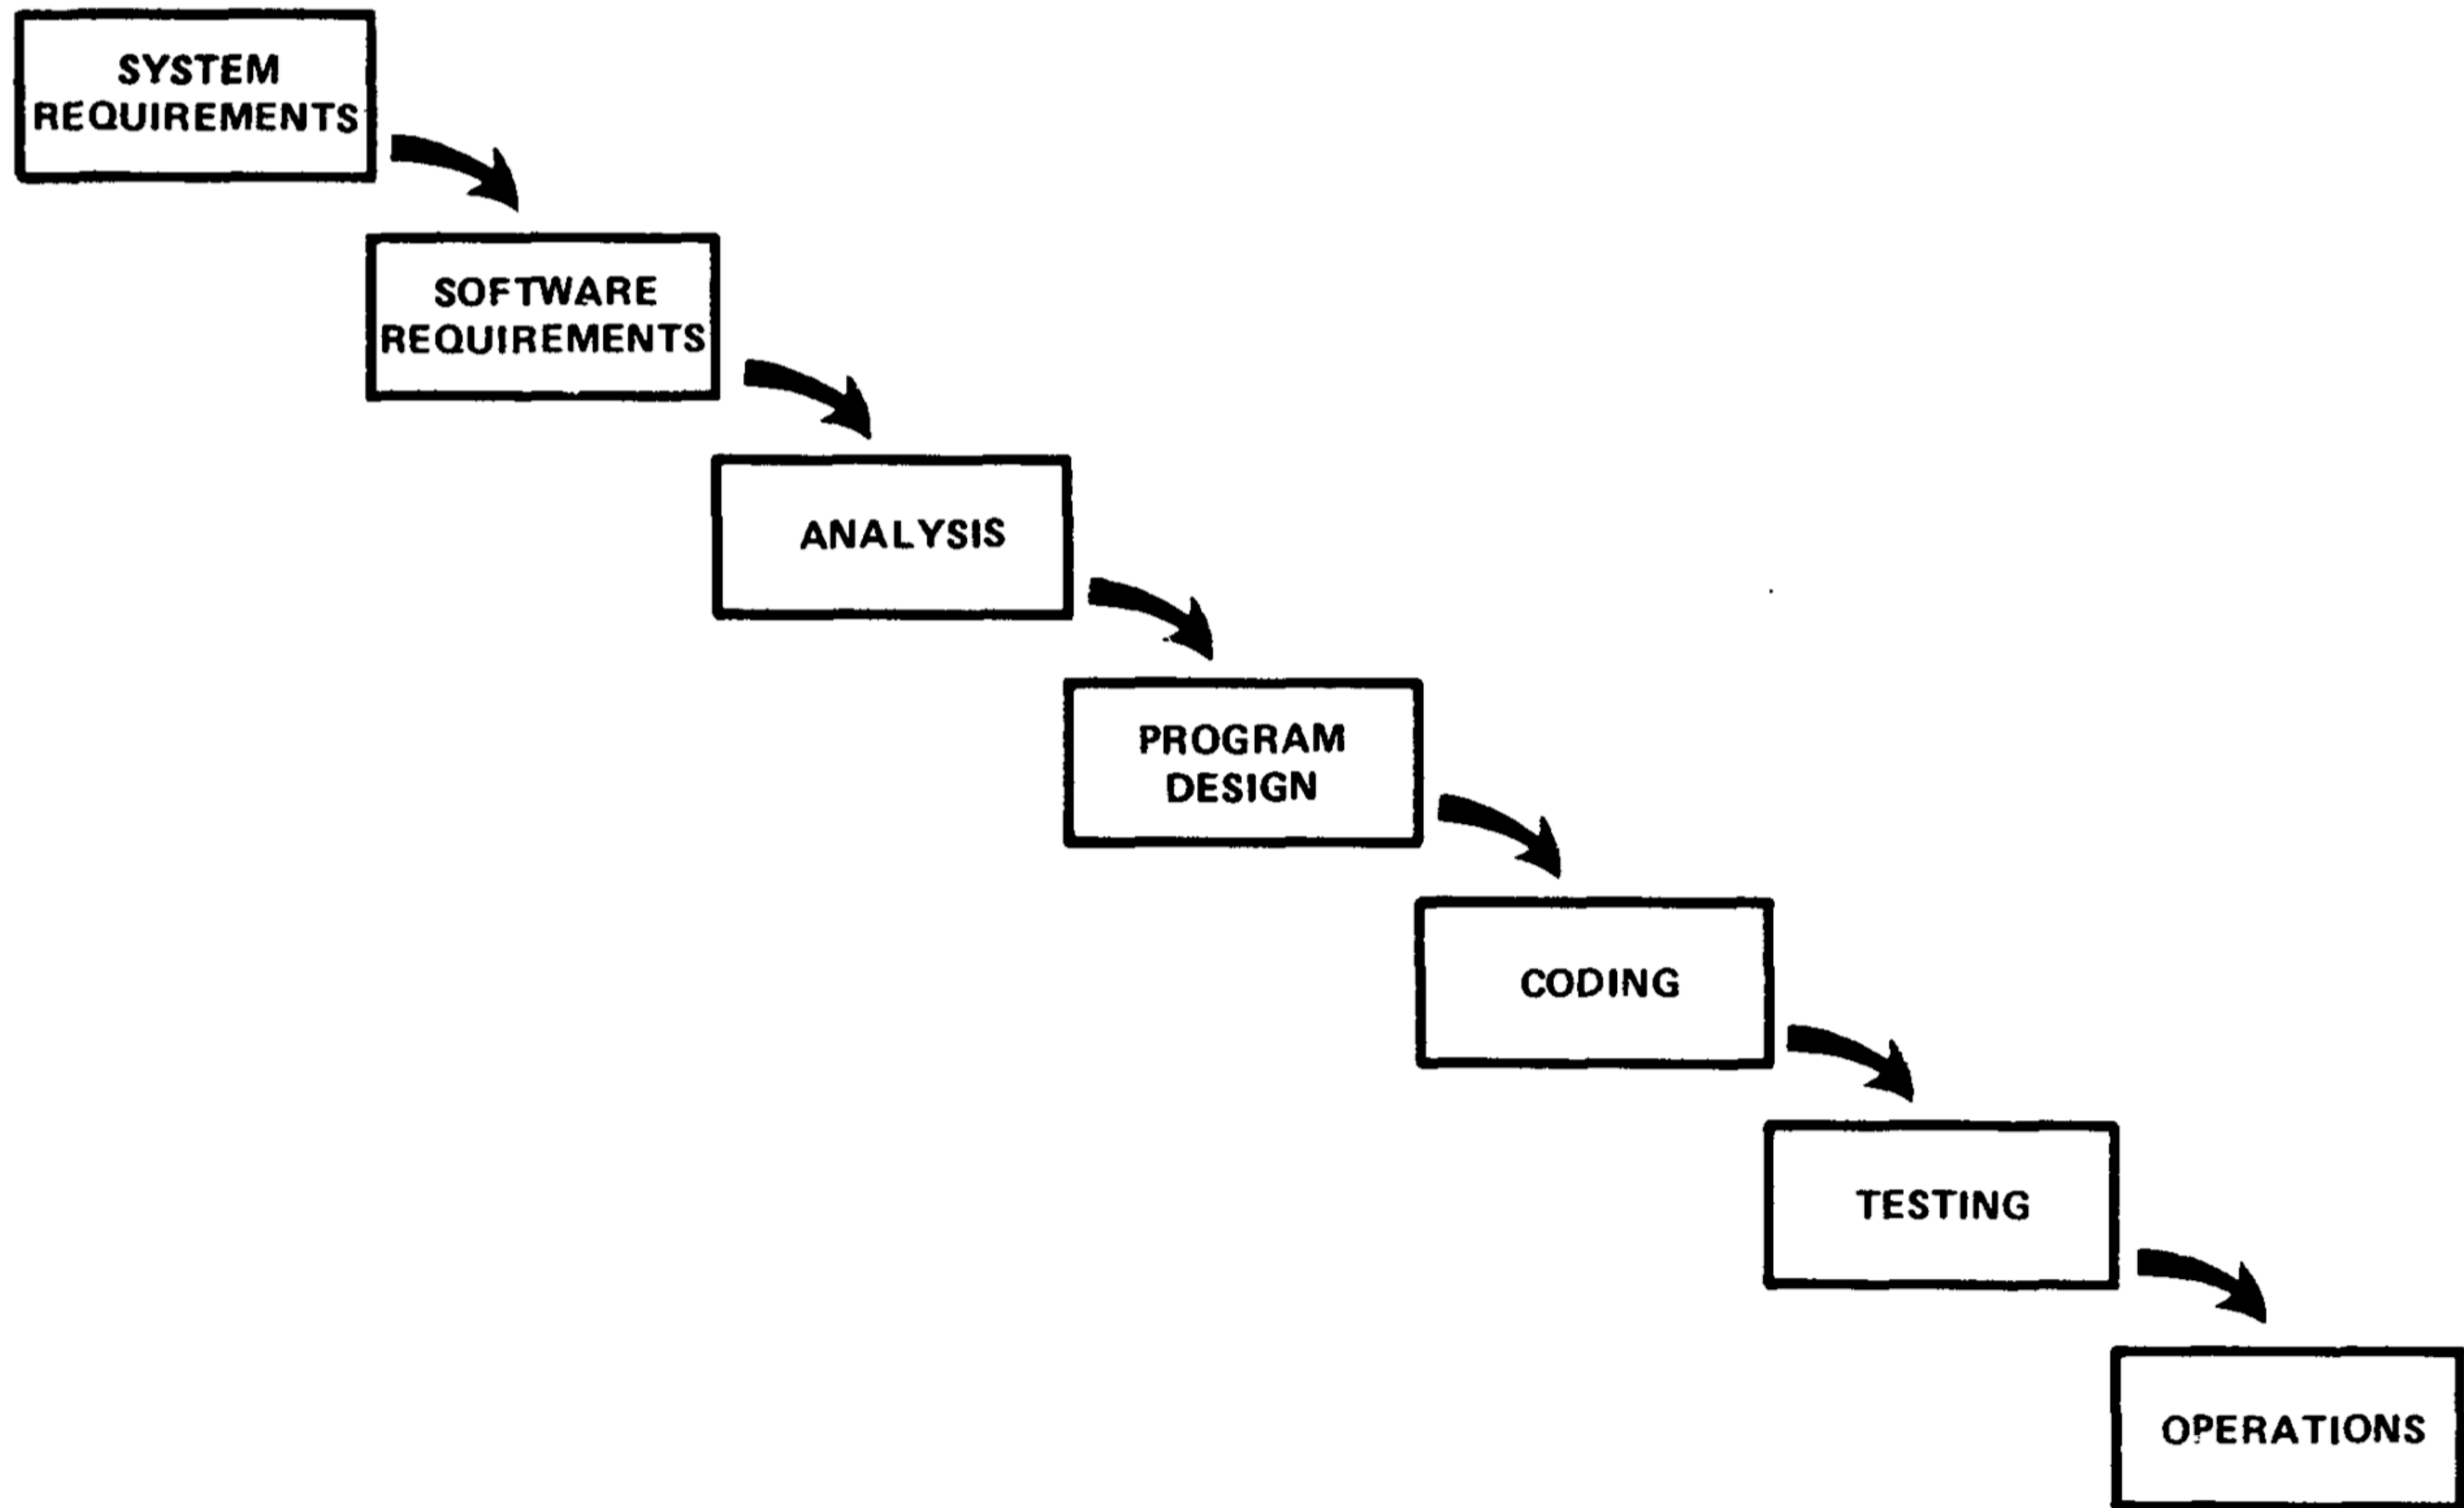 SYSTEM
REQUIREMENTS
SOFTWARE
REQUIREMENTS
ANALYSIS
PROGRAM
DESIGN
CODING
TESTING
OPERATIONS